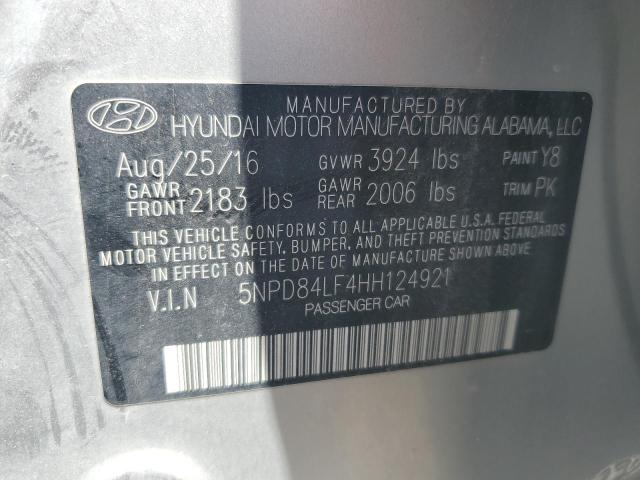 MANUFACTURED BY
HYUNDAI MOTOR MANUFACTURING ALABAMA, LLC
Aug/25/16 GVWR 3924 lbs PAINT Y8
GAWR FRONT 2183 lbs GAWR REAR 2006 lbs TRIM PK
THIS VEHICLE CONFORMS TO ALL APPLICABLE U.S.A. FEDERAL
MOTOR VEHICLE SAFETY, BUMPER, AND THEFT PREVENTION STANDARDS
IN EFFECT ON THE DATE OF MANUFACTURE SHOWN ABOVE.
V.I.N 5NPD84LF4HH124921
PASSENGER CAR